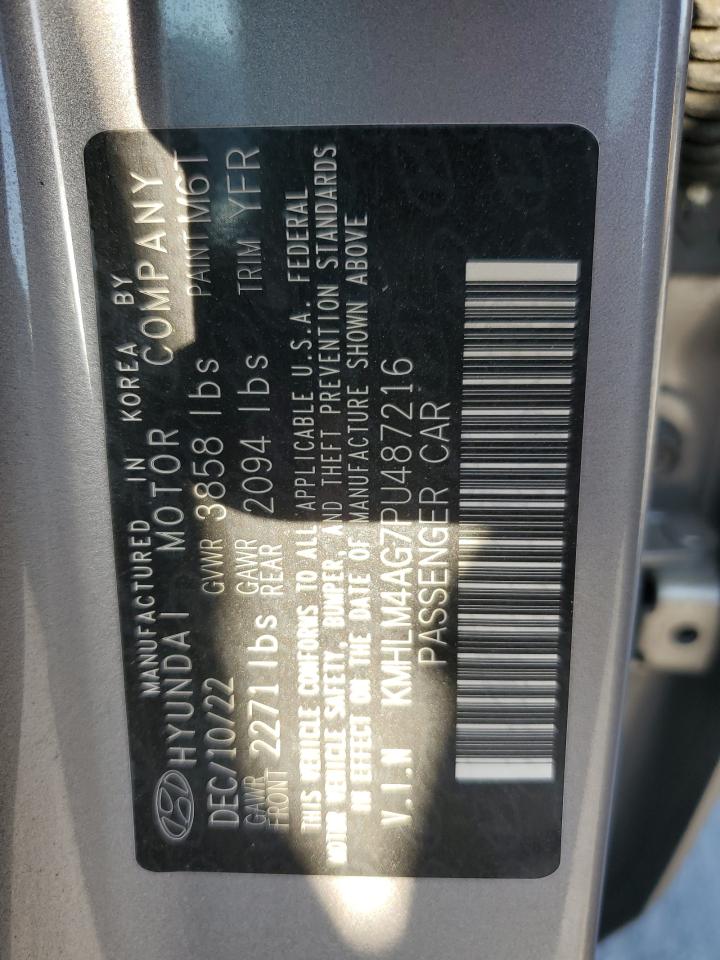 MANUFACTURED IN KOREA BY
HYUNDAI MOTOR COMPANY
DEC/10/22 GVWR 3858 lbs PAINT M6T
GAWR FRONT 2271 lbs GAWR REAR 2094 lbs TRIM YFR
THIS VEHICLE CONFORMS TO ALL APPLICABLE U.S.A. FEDERAL
MOTOR VEHICLE SAFETY, BUMPER, AND THEFT PREVENTION STANDARDS
IN EFFECT ON THE DATE OF MANUFACTURE SHOWN ABOVE
V.I.N KMHLM4AG7PU487216
PASSENGER CAR